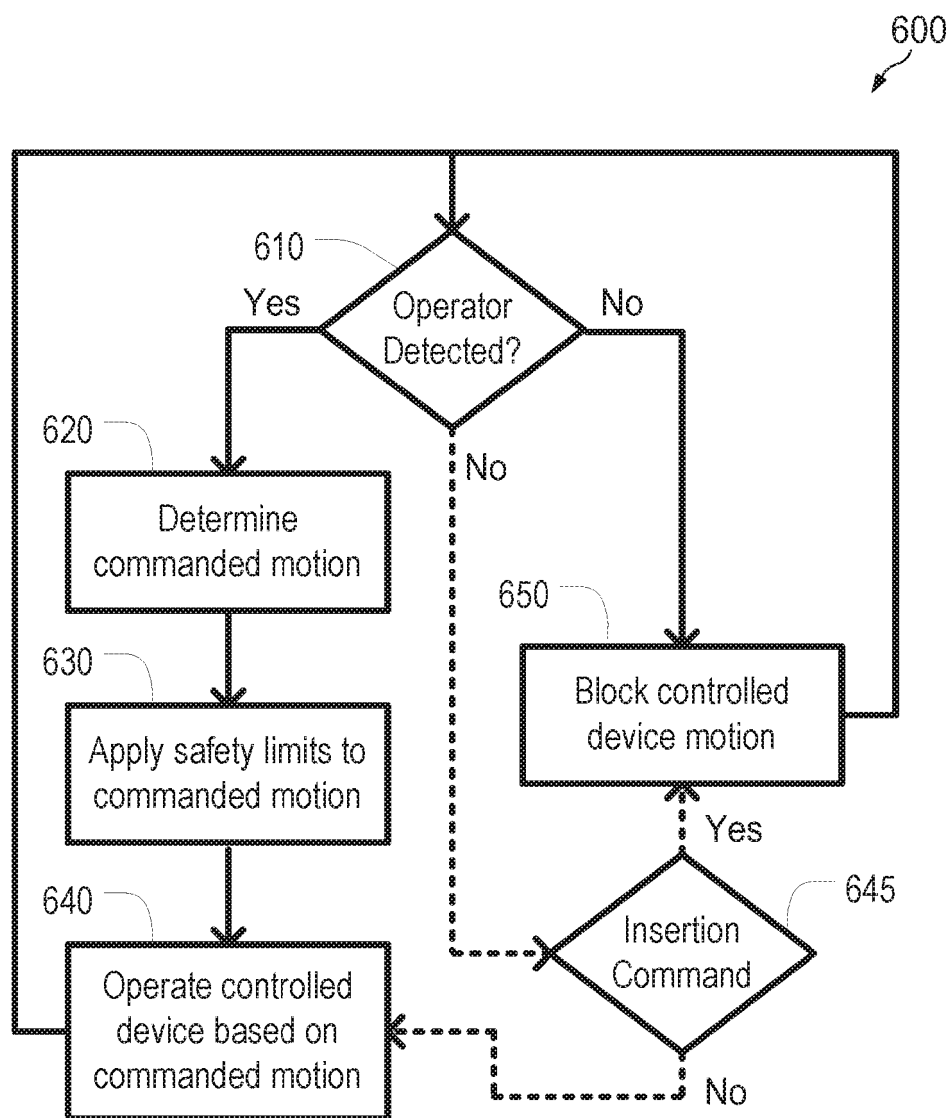 600
610
Yes
Operator
Detected?
No
620
No
Determine
commanded motion
650
630
Block controlled
device motion
Apply safety limits to
commanded motion
Yes
640
645
Insertion
Command
Operate controlled
device based on
commanded motion
No